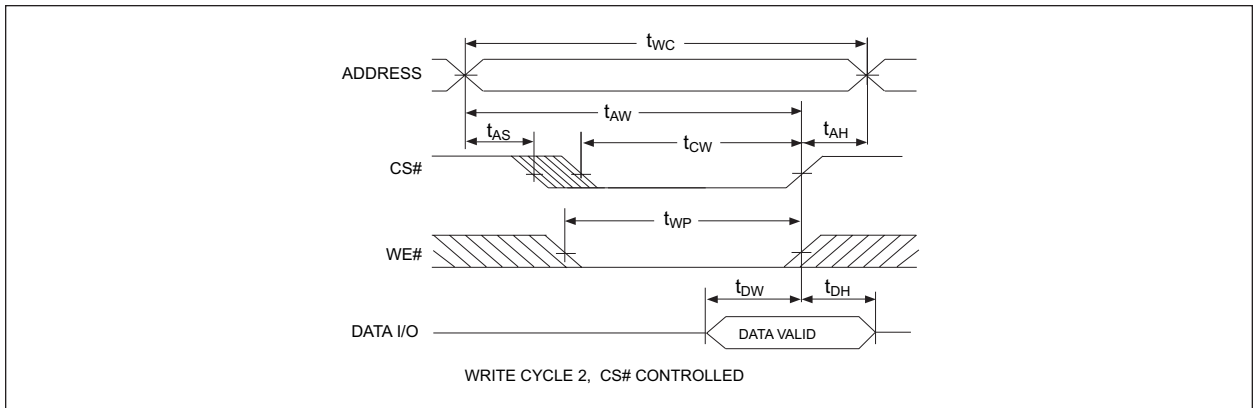 tWC
ADDRESS
tAW
tAS
tCW
tAH
CS#
tWP
WE#
tDW
tDH
DATA I/O
DATA VALID
WRITE CYCLE 2, CS# CONTROLLED